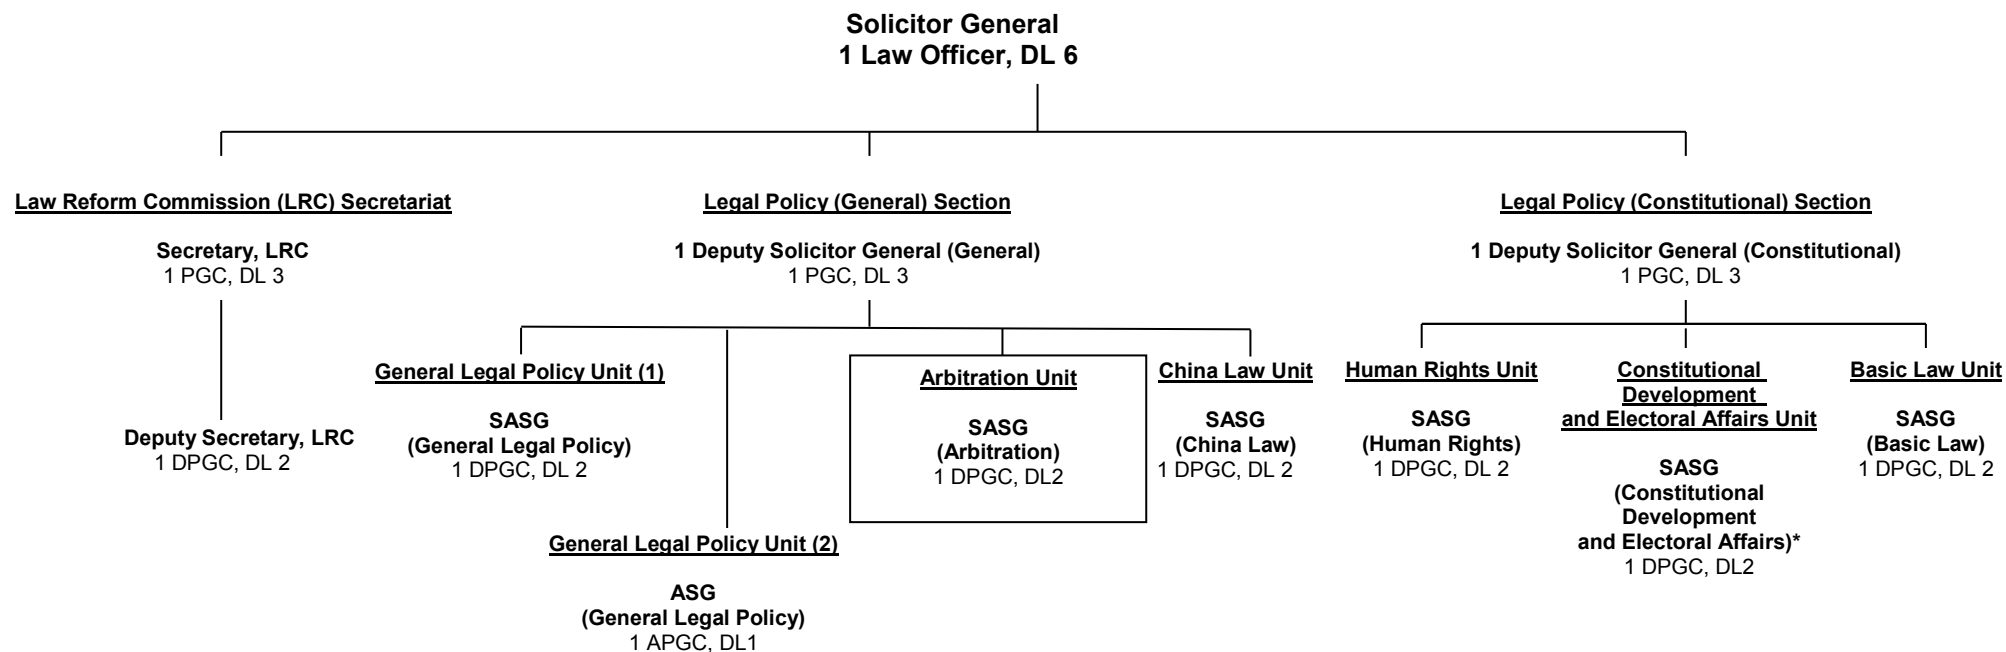 Solicitor General
1 Law Officer, DL 6
Law Reform Commission (LRC) Secretariat
Secretary, LRC
1 PGC, DL 3
Deputy Secretary, LRC
1 DPGC, DL 2
Legal Policy (General) Section
1 Deputy Solicitor General (General)
1 PGC, DL 3
General Legal Policy Unit (1)
SASG
(General Legal Policy)
1 DPGC, DL 2
General Legal Policy Unit (2)
ASG
(General Legal Policy)
1 APGC, DL1
Arbitration Unit
SASG
(Arbitration)
1 DPGC, DL2
China Law Unit
SASG
(China Law)
1 DPGC, DL 2
Legal Policy (Constitutional) Section
1 Deputy Solicitor General (Constitutional)
1 PGC, DL 3
Human Rights Unit
SASG
(Human Rights)
1 DPGC, DL 2
Constitutional
Development
and Electoral Affairs Unit
SASG
(Constitutional
Development
and Electoral Affairs)*
1 DPGC, DL2
Basic Law Unit
SASG
(Basic Law)
1 DPGC, DL 2